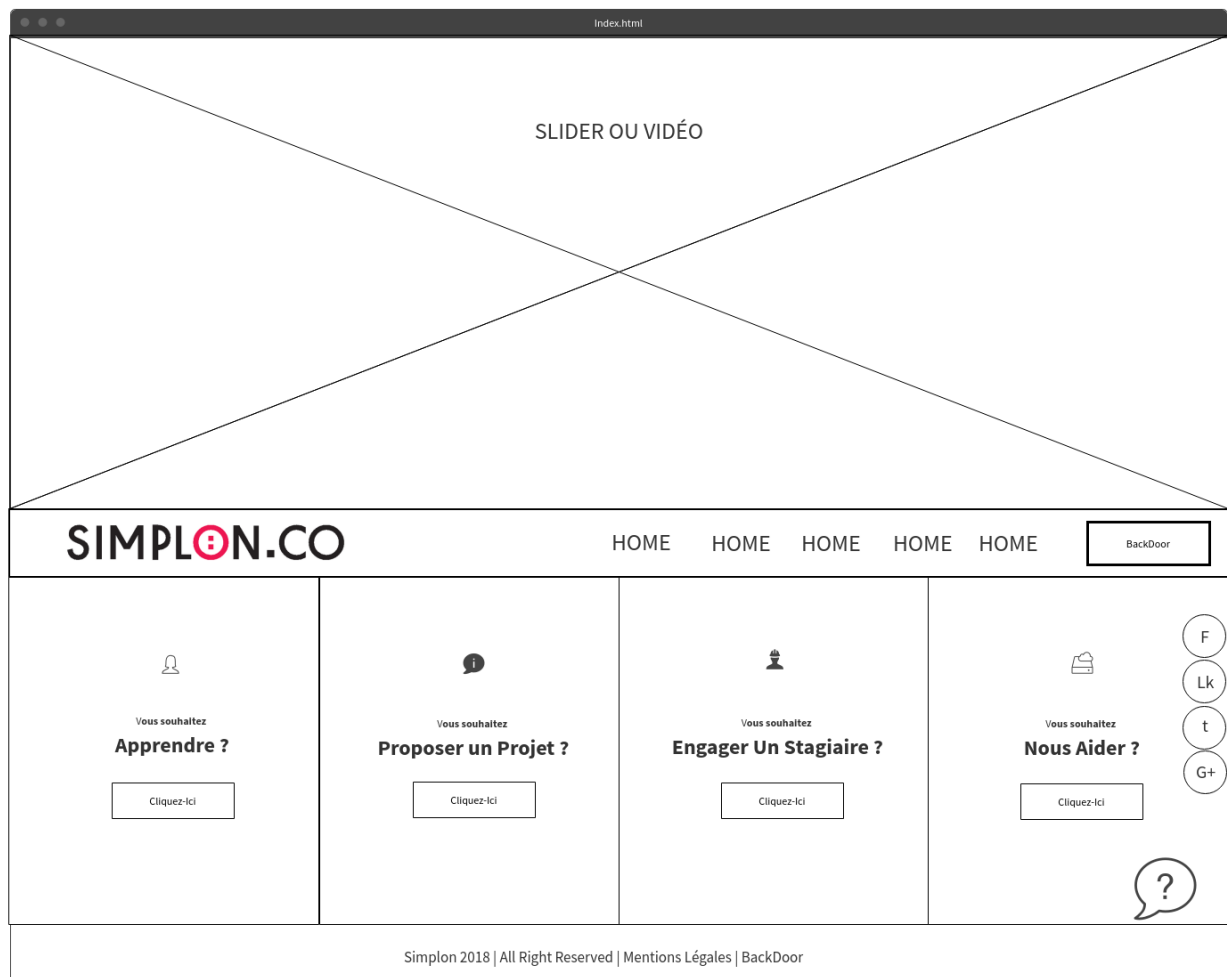 Index.html
SLIDER OU VIDÉO
SIMPLON.CO
HOME HOME HOME HOME HOME
BackDoor
Vous souhaitez
Apprendre ?
Cliquez-Ici
i
Vous souhaitez
Proposer un Projet ?
Cliquez-Ici
Vous souhaitez
Engager Un Stagiaire ?
Cliquez-Ici
Vous souhaitez
Nous Aider ?
Cliquez-Ici
F
Lk
t
G+
?
Simplon 2018 | All Right Reserved | Mentions Légales | BackDoor